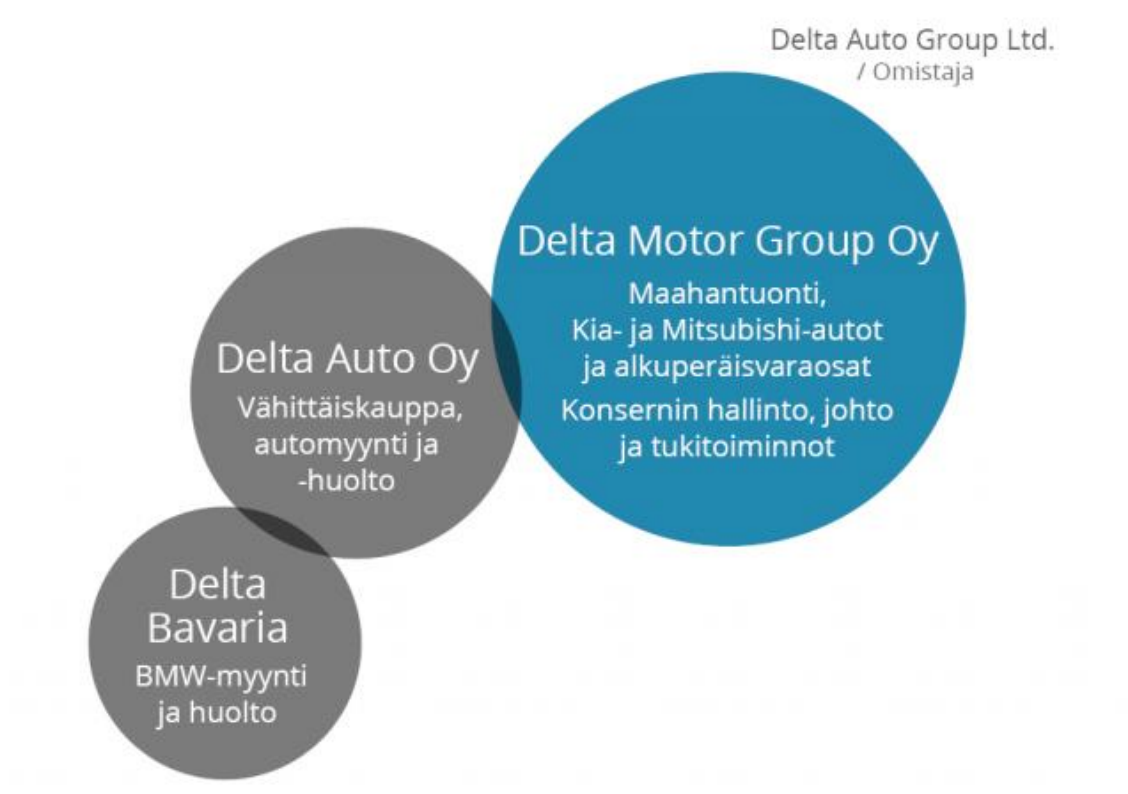 Delta Auto Group Ltd.
/ Omistaja
Delta Motor Group Oy
Maahantuonti,
Kia- ja Mitsubishi-autot
ja alkuperäisvaraosat
Konsernin hallinto, johto
ja tukitoiminnot
Delta Auto Oy
Vähittäiskauppa,
automyynti ja
-huolto
Delta
Bavaria
BMW-myynti
ja huolto